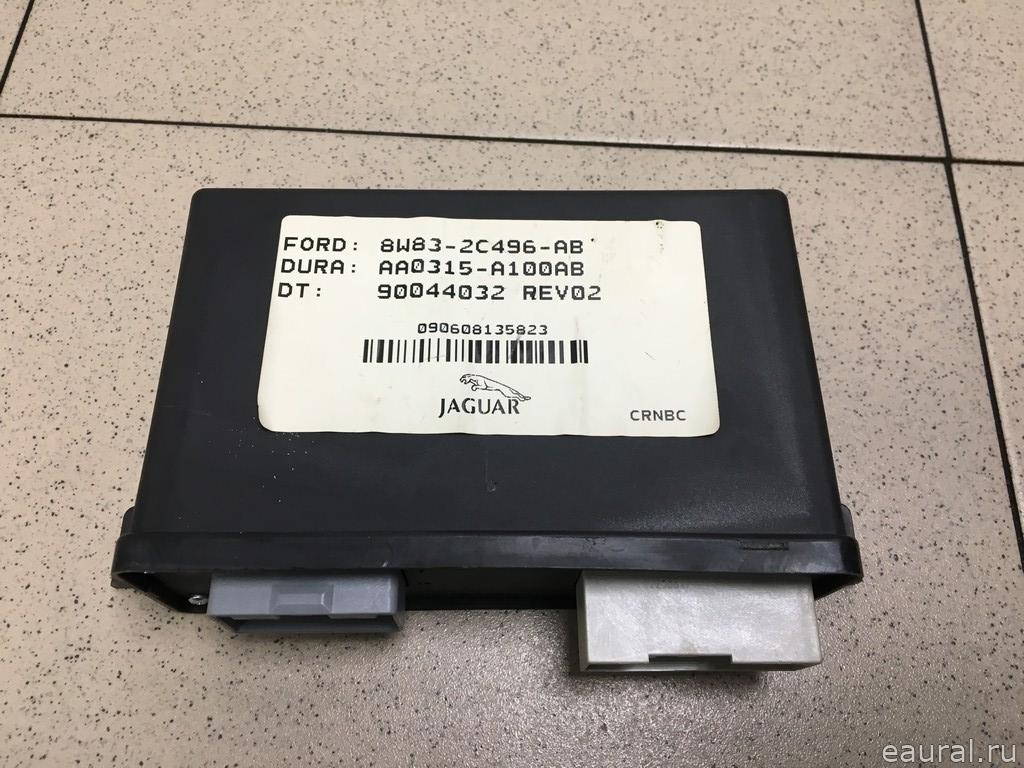 FORD: 8W83-2C496-AB
DURA: AA0315-A100AB
DT: 90044032 REV02
090608135823
JAGUAR
CRNBC
eaural.ru